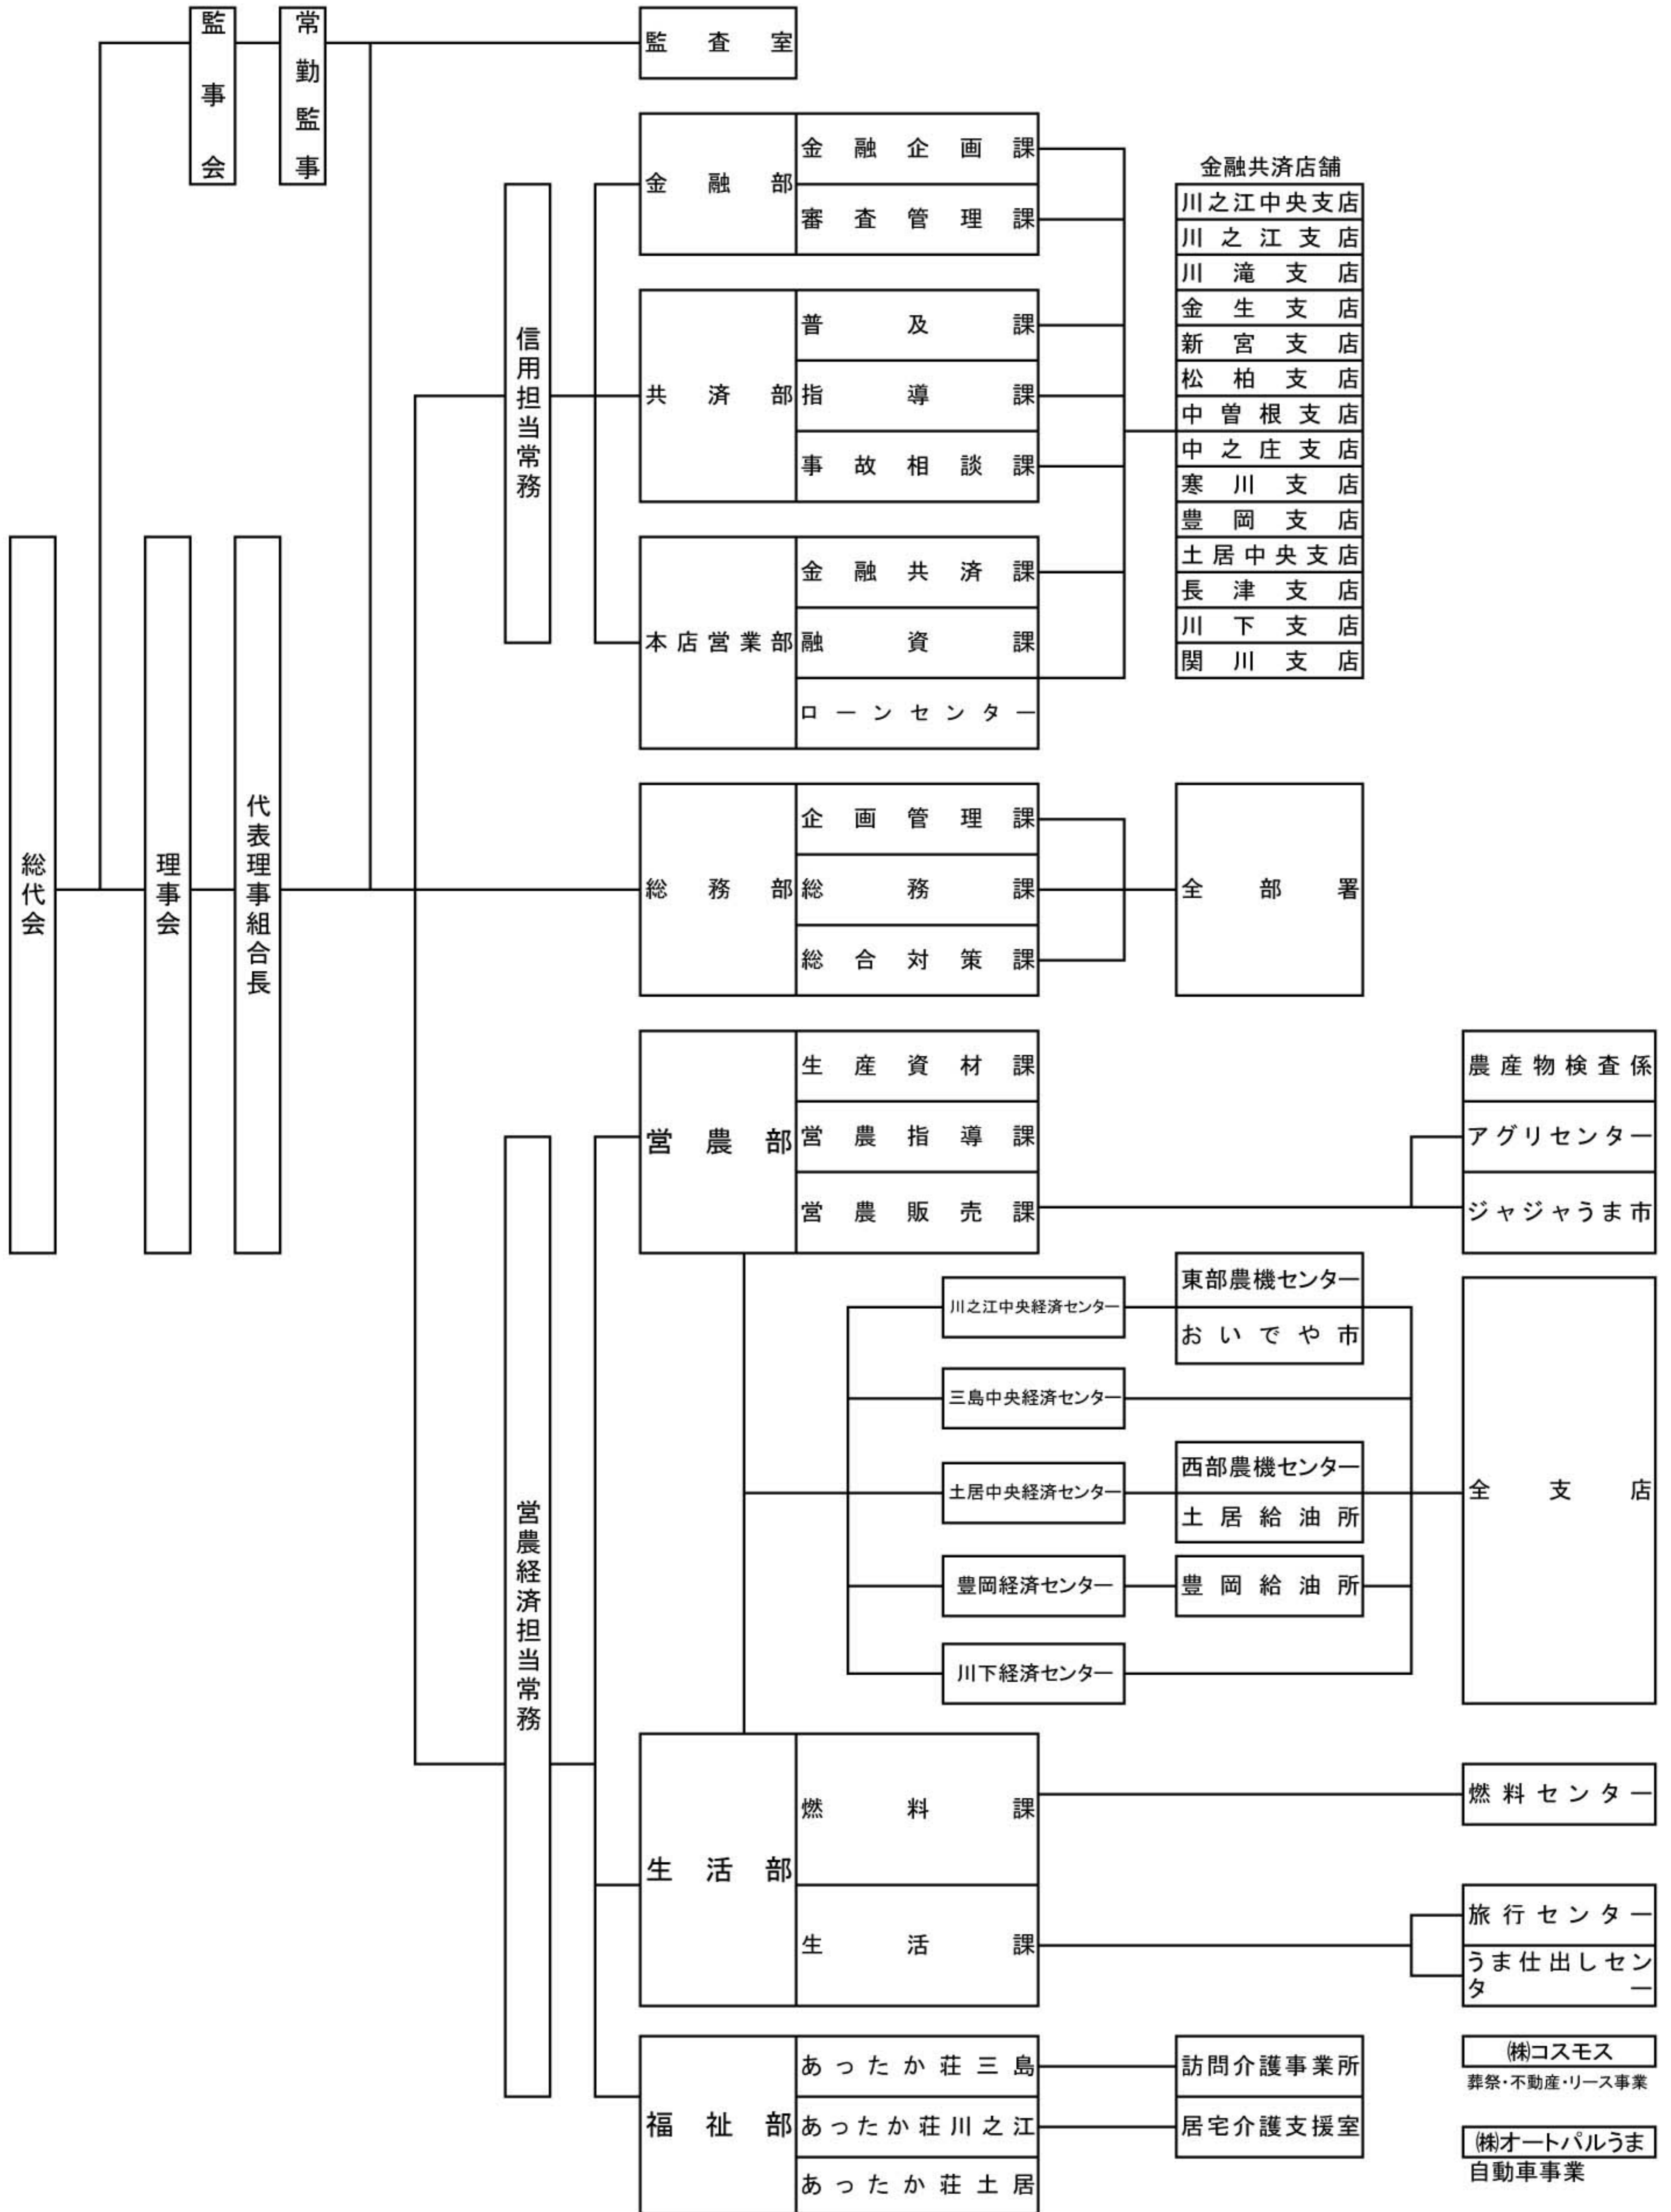 監事会
常勤監事
監査室
総代会
理事会
代表理事組合長
信用担当常務
金融部
金融企画課
審査管理課
共済部
普及課
指導課
事故相談課
本店営業部
金融共済課
融資課
ローンセンター
金融共済店舗
川之江中央支店
川之江支店
川滝支店
金生支店
新宮支店
松柏支店
中曽根支店
中之庄支店
寒川支店
豊岡支店
土居中央支店
長津支店
川下支店
関川支店
総務部
企画管理課
総務課
総合対策課
全部署
営農経済担当常務
営農部
生産資材課
営農指導課
営農販売課
農産物検査係
アグリセンター
ジャジャうま市
川之江中央経済センター
東部農機センター
おいでや市
三島中央経済センター
土居中央経済センター
西部農機センター
土居給油所
豊岡経済センター
豊岡給油所
川下経済センター
全支店
生活部
燃料課
生活課
燃料センター
旅行センター
うま仕出しセン
ター
福祉部
あったか荘三島
あったか荘川之江
あったか荘土居
訪問介護事業所
居宅介護支援室
㈱コスモス
葬祭・不動産・リース事業
㈱オートパルうま
自動車事業